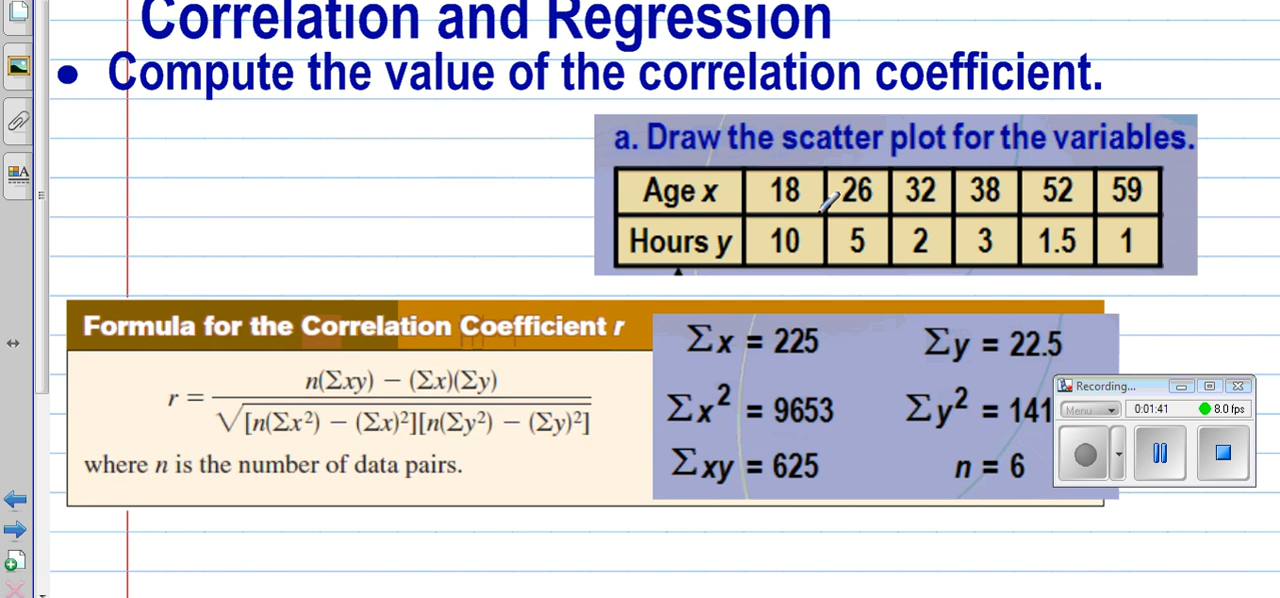 Correlation and Regression
• Compute the value of the correlation coefficient.
a. Draw the scatter plot for the variables.
Age x 18 26 32 38 52 59
Hours y 10 5 2 3 1.5 1
Formula for the Correlation Coefficient r
r = n(Σxy) − (Σx)(Σy) / √[n(Σx²) − (Σx)²][n(Σy²) − (Σy)²]
where n is the number of data pairs.
Σx = 225 Σy = 22.5
Σx² = 9653 Σy² = 141
Σxy = 625 n = 6
Recording...
Menu 0:01:41 8.0 fps